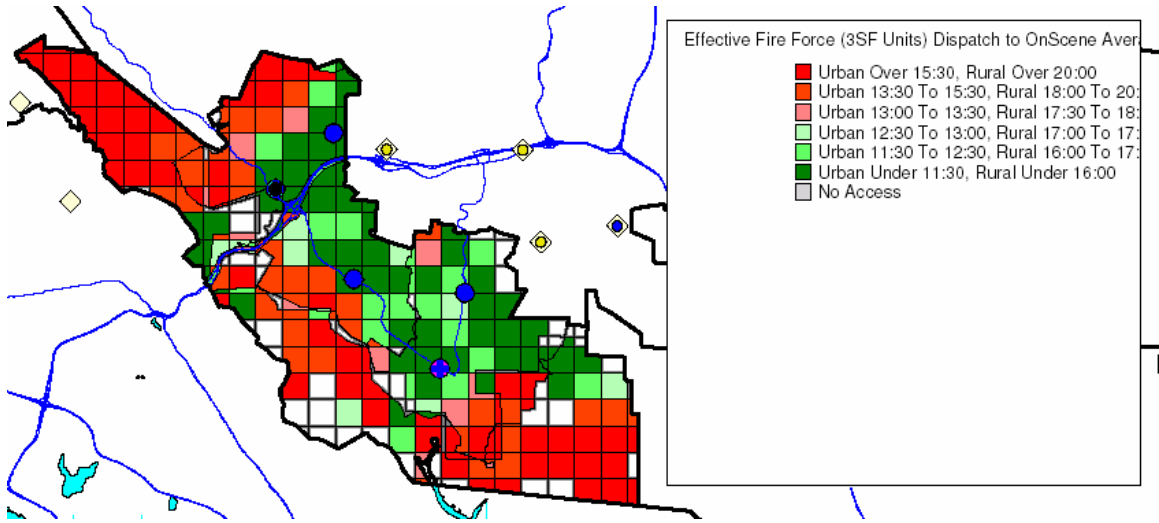 Effective Fire Force (3SF Units) Dispatch to OnScene Avera
Urban Over 15:30, Rural Over 20:00
Urban 13:30 To 15:30, Rural 18:00 To 20:
Urban 13:00 To 13:30, Rural 17:30 To 18:
Urban 12:30 To 13:00, Rural 17:00 To 17:
Urban 11:30 To 12:30, Rural 16:00 To 17:
Urban Under 11:30, Rural Under 16:00
No Access